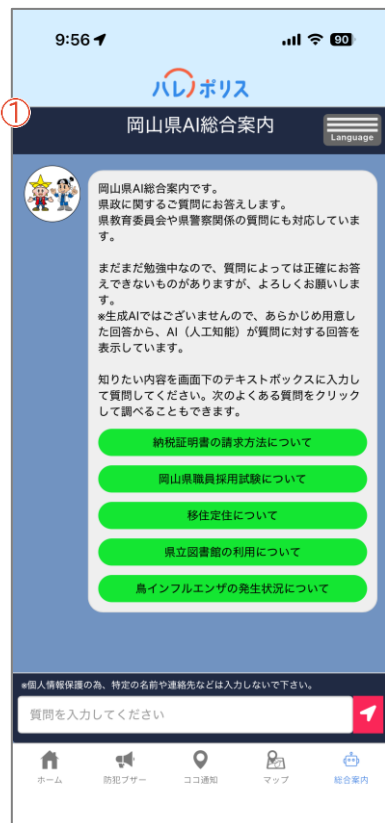 9:56
90
ハレノポリス
①
岡山県AI総合案内
Language
岡山県AI総合案内です。
県政に関するご質問にお答えします。
県教育委員会や県警察関係の質問にも対応していま
す。
まだまだ勉強中なので、質問によっては正確にお答
えできないものがありますが、よろしくお願いしま
す。
※生成AIではございませんので、あらかじめ用意し
た回答から、AI（人工知能）が質問に対する回答を
表示しています。
知りたい内容を画面下のテキストボックスに入力し
て質問してください。次のよくある質問をクリック
して調べることもできます。
納税証明書の請求方法について
岡山県職員採用試験について
移住定住について
県立図書館の利用について
鳥インフルエンザの発生状況について
※個人情報保護の為、特定の名前や連絡先などは入力しないで下さい。
質問を入力してください
ホーム
防犯ブザー
ココ通知
マップ
総合案内